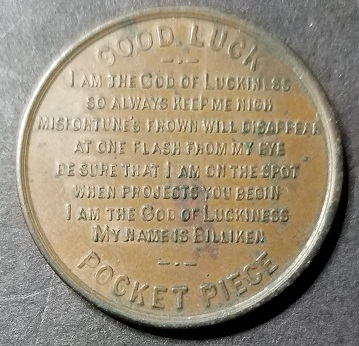 GOOD LUCK
I AM THE GOD OF LUCKINESS
SO ALWAYS KEEP ME NIGH
MISFORTUNE'S FROWN WILL DISAPPEAR
AT ONE FLASH FROM MY EYE
BE SURE THAT I AM ON THE SPOT
WHEN PROJECTS YOU BEGIN
I AM THE GOD OF LUCKINESS
MY NAME IS BILLIKEN
POCKET PIECE